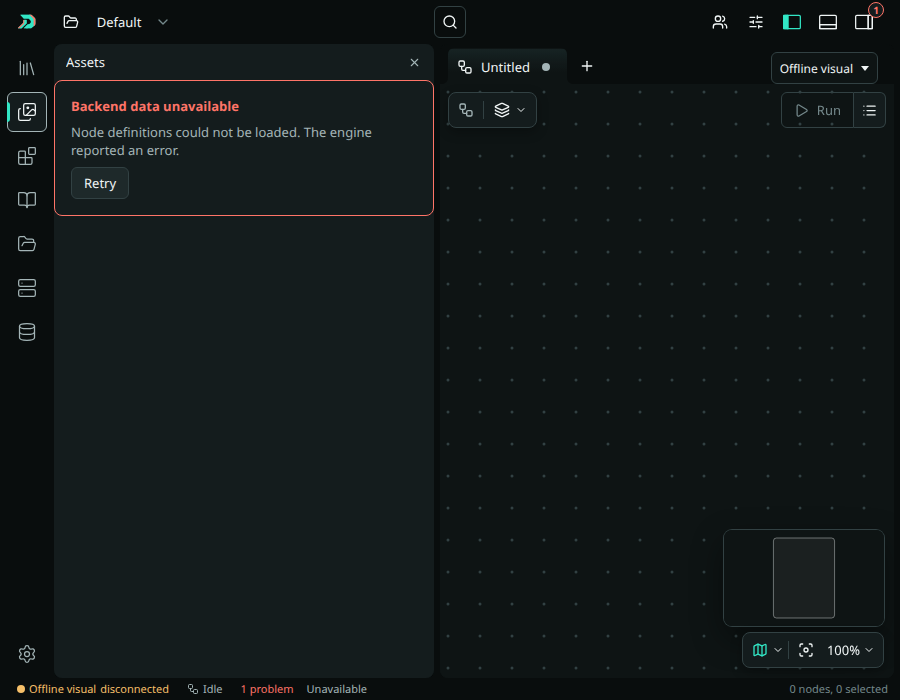 Default
1
Assets
Untitled
Offline visual
Backend data unavailable
Node definitions could not be loaded. The engine
reported an error.
Retry
Run
100%
Offline visual disconnected
Idle
1 problem
Unavailable
0 nodes, 0 selected